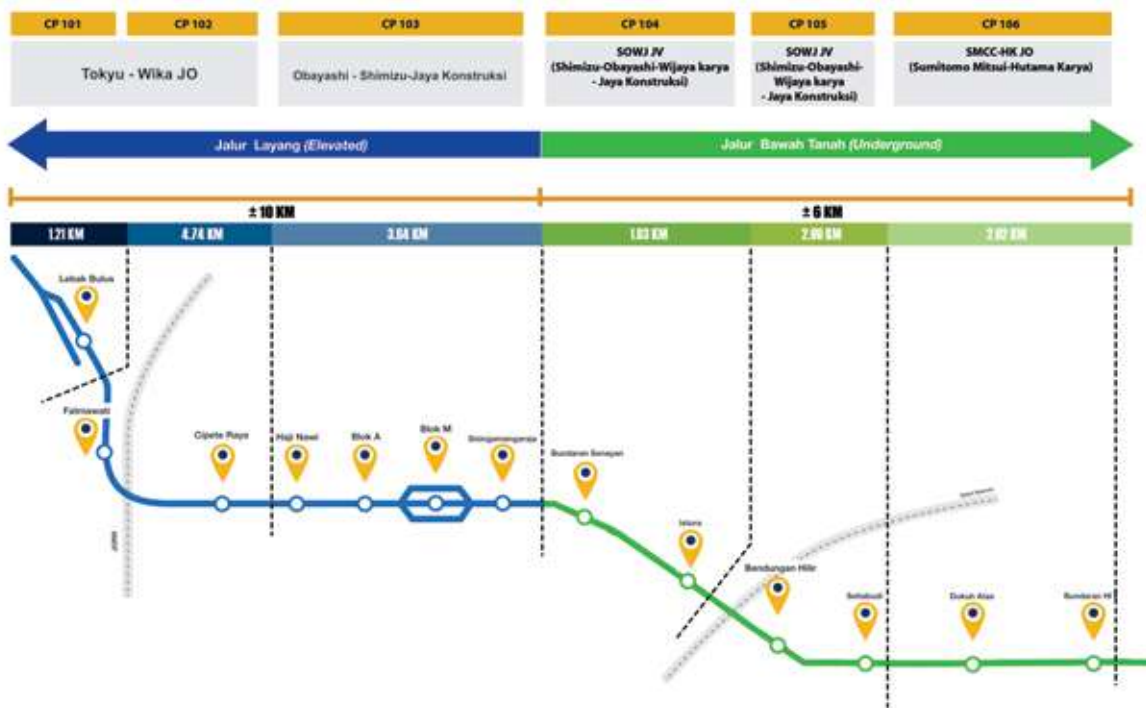 CP 101
CP 102
CP 103
CP 104
CP 105
CP 106
Tokyu - Wika JO
Obayashi - Shimizu-Jaya Konstruksi
SOWJ JV
(Shimizu-Obayashi-Wijaya karya
- Jaya Konstruksi)
SOWJ JV
(Shimizu-Obayashi-
Wijaya karya
- Jaya Konstruksi)
SMCC-HK JO
(Sumitomo Mitsui-Hutama Karya)
Jalur Layang (Elevated)
Jalur Bawah Tanah (Underground)
± 10 KM
± 6 KM
1.21 KM
4.74 KM
Lebak Bulus
Fatmawati
Cipete Raya
Haji Nawi
Blok A
Blok M
Sisingamangaraja
Bundaran Senayan
Istora
Bendungan Hilir
Setiabudi
Dukuh Atas
Bundaran HI